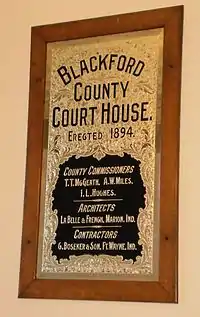 BLACKFORD
COUNTY
COURT HOUSE.
ERECTED 1894.
COUNTY COMMISSIONERS
T.T. McGEATH, A.W. MILES,
I.L. HUGHES.
ARCHITECTS
LA BELLE & FRENCH, MARION, IND.
CONTRACTORS
G. BOSEKER & SON, FT. WAYNE, IND.